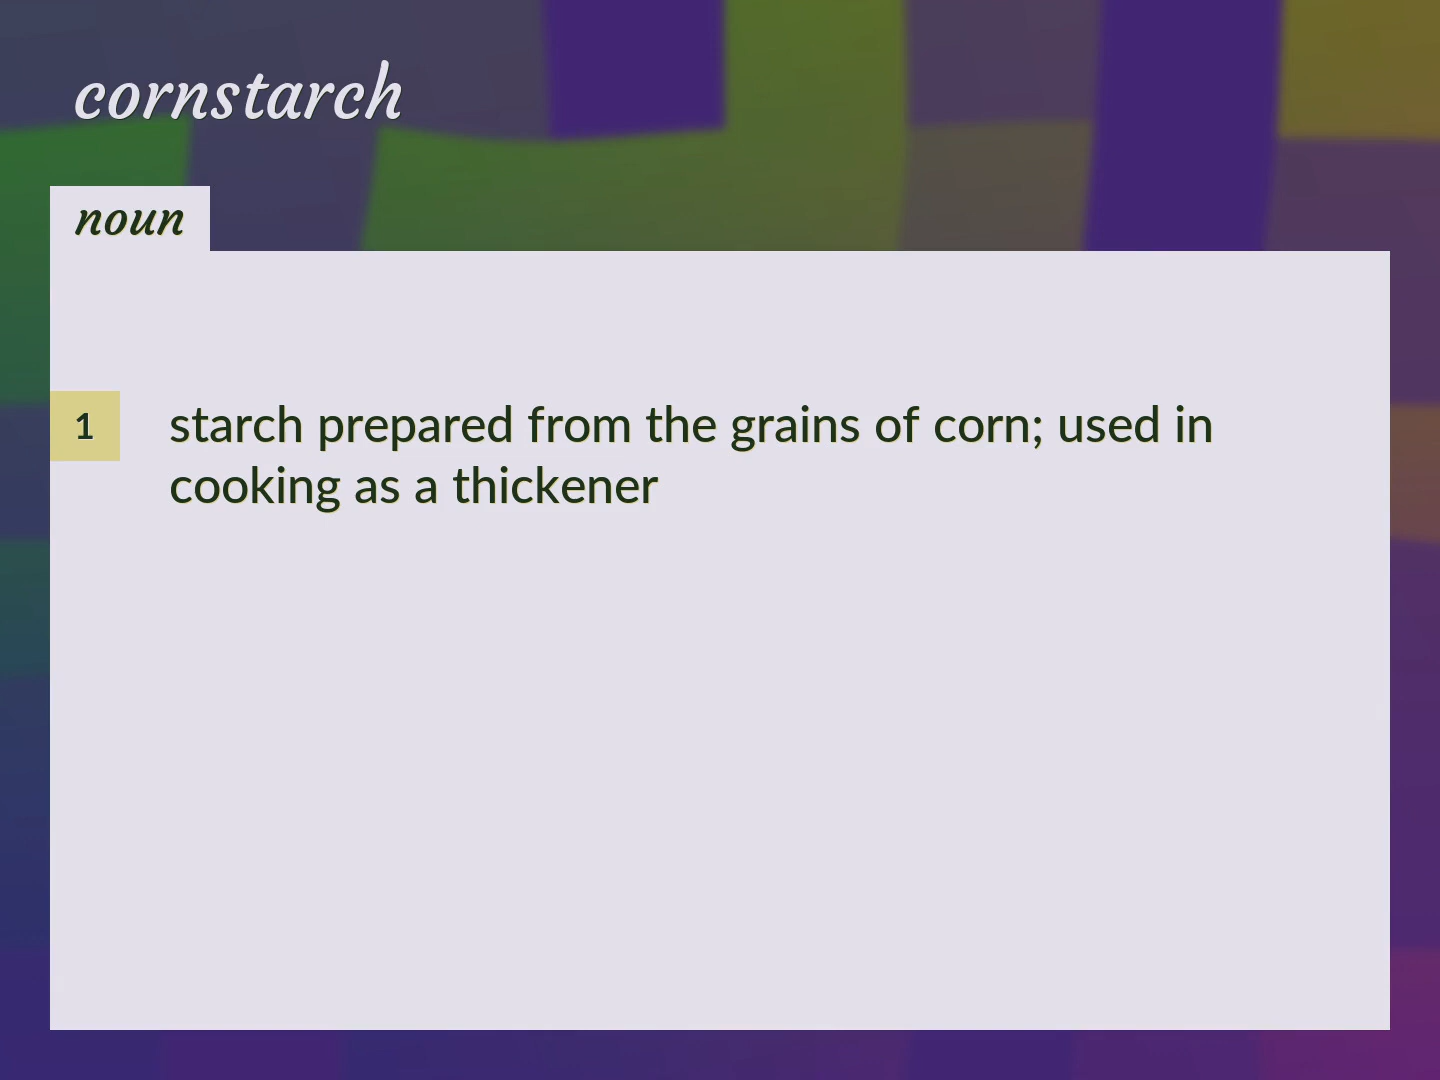 cornstarch
noun
1 starch prepared from the grains of corn; used in
cooking as a thickener